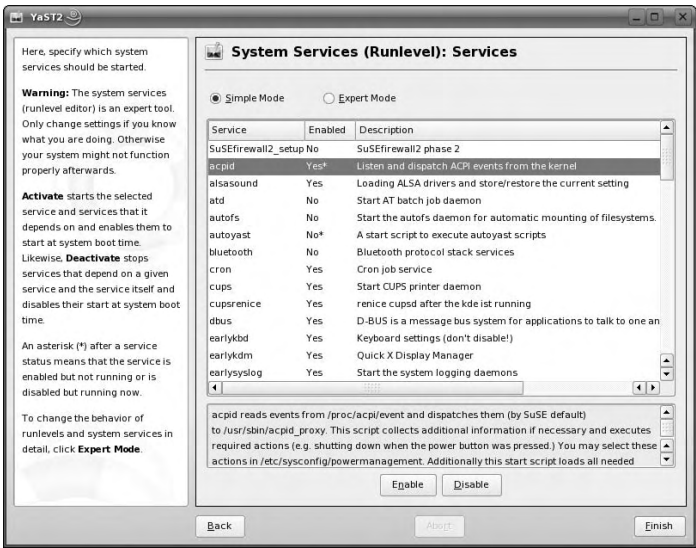 YaST2
Here, specify which system
services should be started.
Warning: The system services
(runlevel editor) is an expert tool.
Only change settings if you know
what you are doing. Otherwise
your system might not function
properly afterwards.
Activate starts the selected
service and services that it
depends on and enables them to
start at system boot time.
Likewise, Deactivate stops
services that depend on a given
service and the service itself and
disables their start at system boot
time.
An asterisk (*) after a service
status means that the service is
enabled but not running or is
disabled but running now.
To change the behavior of
runlevels and system services in
detail, click Expert Mode.
System Services (Runlevel): Services
Simple Mode Expert Mode
Service Enabled Description
SuSEfirewall2_setup No SuSEfirewall2 phase 2
acpid Yes* Listen and dispatch ACPI events from the kernel
alsasound Yes Loading ALSA drivers and store/restore the current setting
atd No Start AT batch job daemon
autofs No Start the autofs daemon for automatic mounting of filesystems.
autoyast No* A start script to execute autoyast scripts
bluetooth No Bluetooth protocol stack services
cron Yes Cron job service
cups Yes Start CUPS printer daemon
cupsrenice Yes renice cupsd after the kde ist running
dbus Yes D-BUS is a message bus system for applications to talk to one an
earlykbd Yes Keyboard settings (don't disable!)
earlykdm Yes Quick X Display Manager
earlysyslog Yes Start the system logging daemons
acpid reads events from /proc/acpi/event and dispatches them (by SuSE default)
to /usr/sbin/acpid_proxy. This script collects additional information if necessary and executes
required actions (e.g. shutting down when the power button was pressed.) You may select these
actions in /etc/sysconfig/powermanagement. Additionally this start script loads all needed
Enable Disable
Back Abort Finish